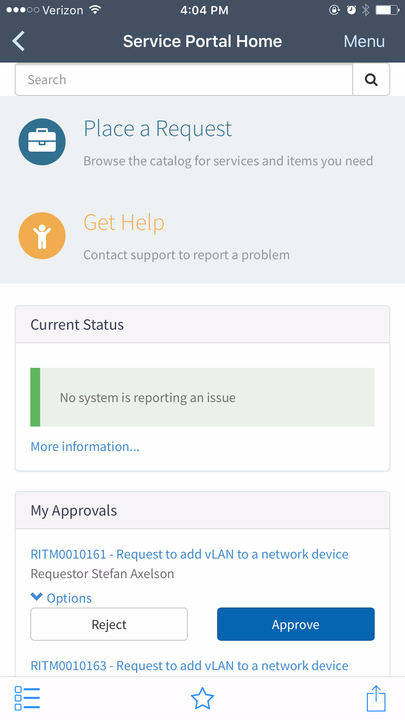 Verizon 4:04 PM
Service Portal Home Menu
Search
Place a Request
Browse the catalog for services and items you need
Get Help
Contact support to report a problem
Current Status
No system is reporting an issue
More information...
My Approvals
RITM0010161 - Request to add vLAN to a network device
Requestor Stefan Axelson
Options
Reject Approve
RITM0010163 - Request to add vLAN to a network device